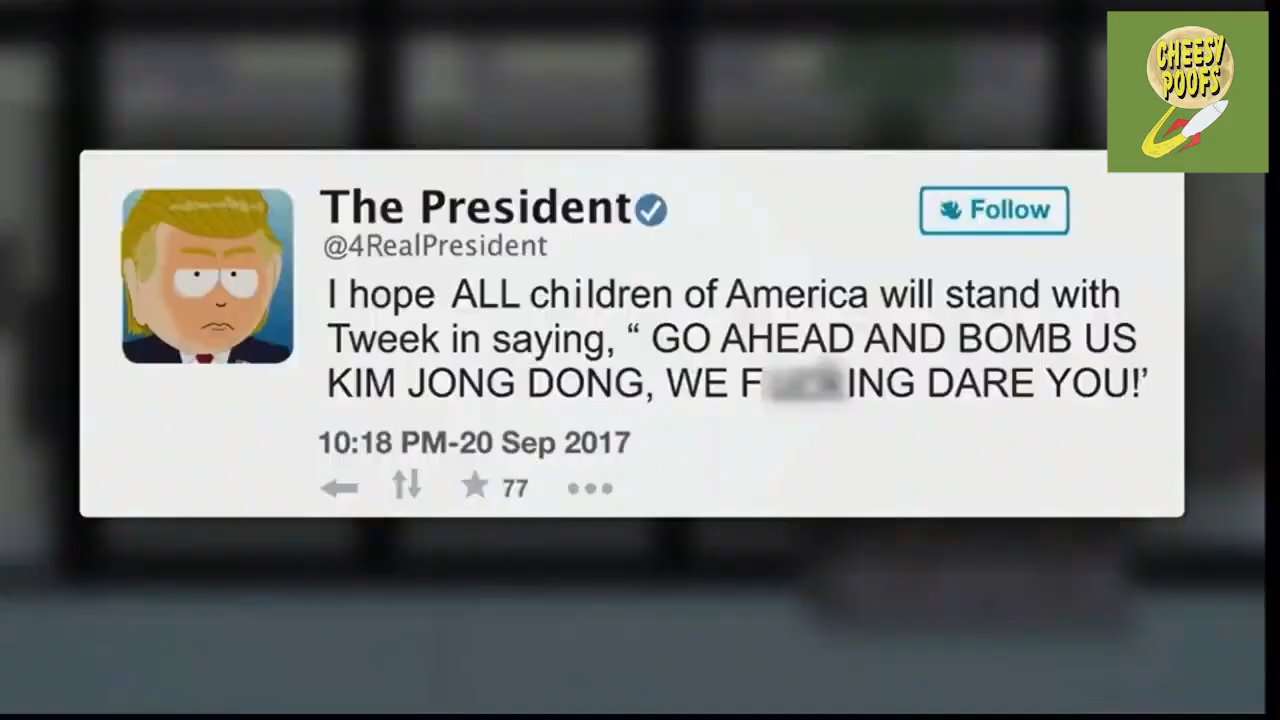 CHEESY
POOFS
The President
@4RealPresident
Follow
I hope ALL children of America will stand with
Tweek in saying, “ GO AHEAD AND BOMB US
KIM JONG DONG, WE F ING DARE YOU!’
10:18 PM-20 Sep 2017
77